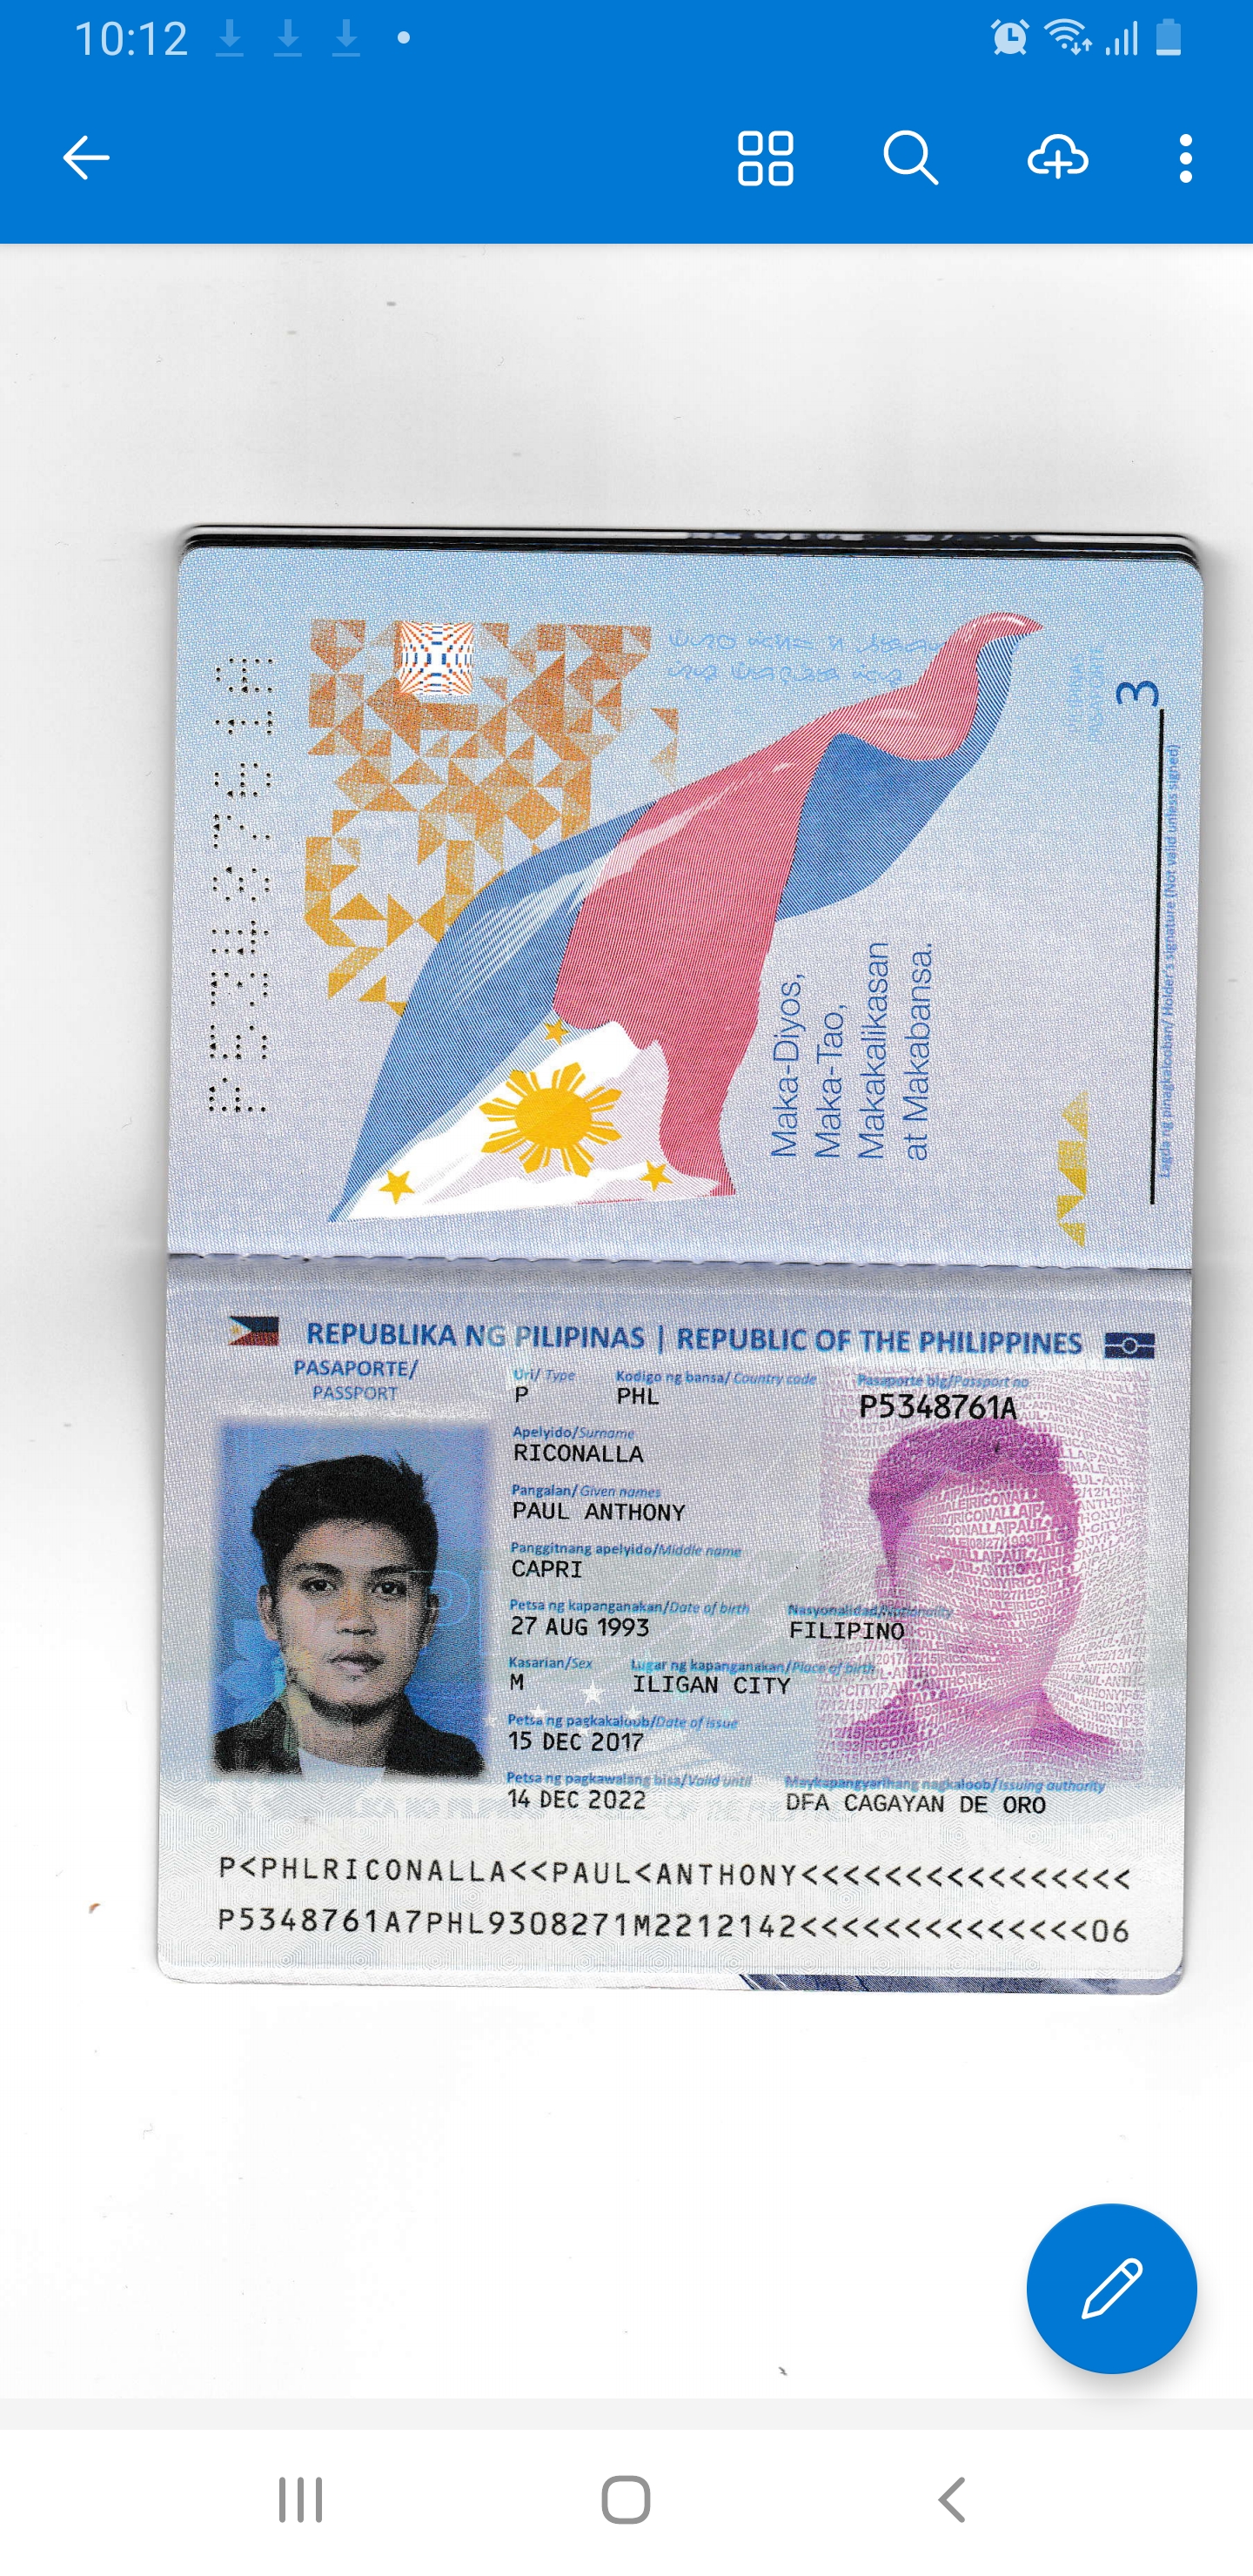 10:12
P5348761A
3
Lagda ng pinagkalooban/ Holder's signature (Not valid unless signed)
Maka-Diyos,
Maka-Tao,
Makakalikasan
at Makabansa.
REPUBLIKA NG PILIPINAS | REPUBLIC OF THE PHILIPPINES
PASAPORTE/
PASSPORT
Uri/ Type
Kodigo ng bansa/ Country code
Pasaporte blg/Passport no
P
PHL
P5348761A
Apelyido/Surname
RICONALLA
Pangalan/ Given names
PAUL ANTHONY
Panggitnang apelyido/Middle name
CAPRI
Petsa ng kapanganakan/Date of birth
Nasyonalidad/Nationality
27 AUG 1993
FILIPINO
Kasarian/Sex
Lugar ng kapanganakan/Place of birth
M
ILIGAN CITY
Petsa ng pagkakaloob/Date of issue
15 DEC 2017
Petsa ng pagkawalang bisa/Valid until
Maykapangyarihang nagkaloob/Issuing authority
14 DEC 2022
DFA CAGAYAN DE ORO
P<PHLRICONALLA<<PAUL<ANTHONY<<<<<<<<<<<<<<<<
P5348761A7PHL9308271M2212142<<<<<<<<<<<<<<06